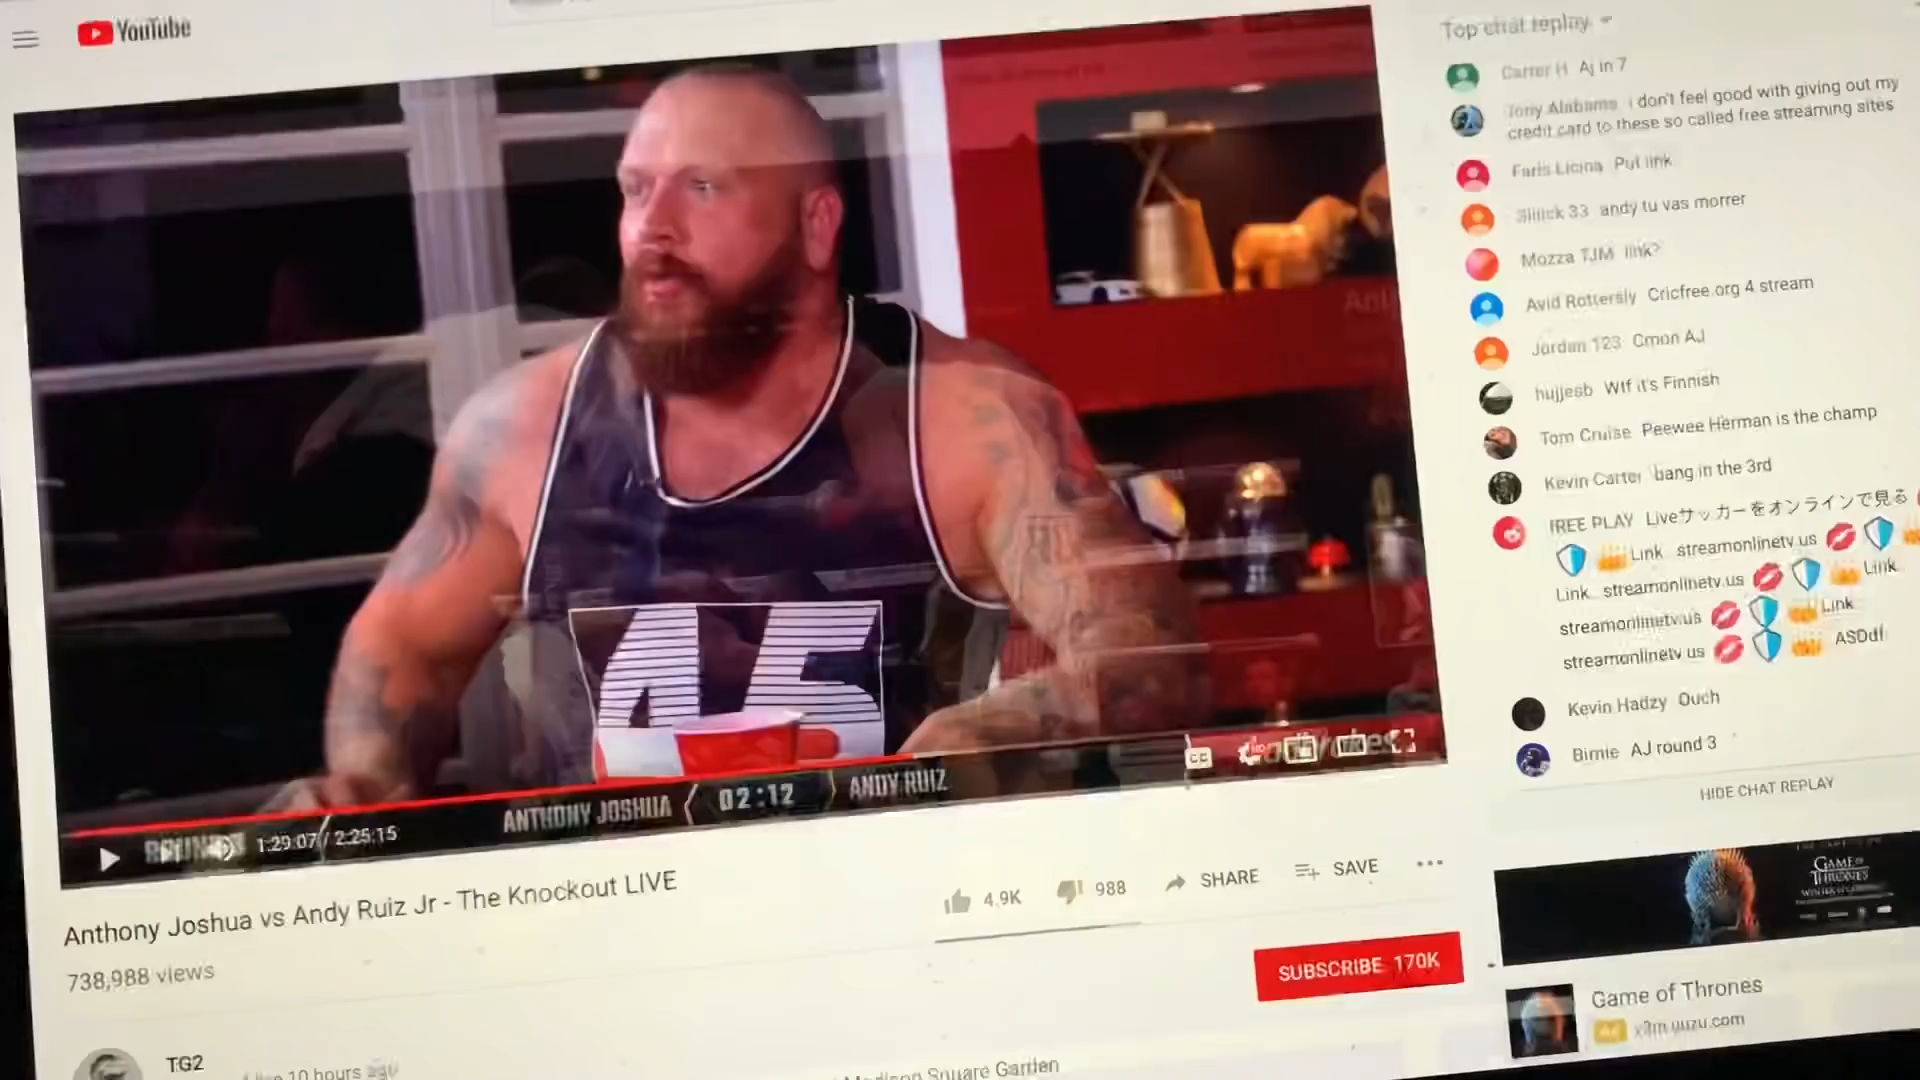 YouTube
45
ANTHONY JOSHUA
02:12
ANDY RUIZ
CC
1:29:07 / 2:25:15
Anthony Joshua vs Andy Ruiz Jr - The Knockout LIVE
738,988 views
4.9K
988
SHARE
SAVE
SUBSCRIBE 170K
TG2
10 hours ago
Madison Square Garden
Top chat replay
Carter H Aj in 7
Tony Alabama i don't feel good with giving out my
credit card to these so called free streaming sites
Faris Licina Put link
33 andy tu vas morrer
Mozza TJM link?
Avid Rottersly Cricfree.org 4 stream
Jordan 123 Cmon AJ
hujjesb Wtf it's Finnish
Tom Cruise Peewee Herman is the champ
Kevin Carter bang in the 3rd
FREE PLAY Liveサッカーをオンラインで見る
Link streamonlinetv.us
Link streamonlinetv.us Link
streamonlinetv.us Link
streamonlinetv us ASDdf
Kevin Hadzy Ouch
Birnie AJ round 3
HIDE CHAT REPLAY
GAME OF
THRONES
Game of Thrones
Ad